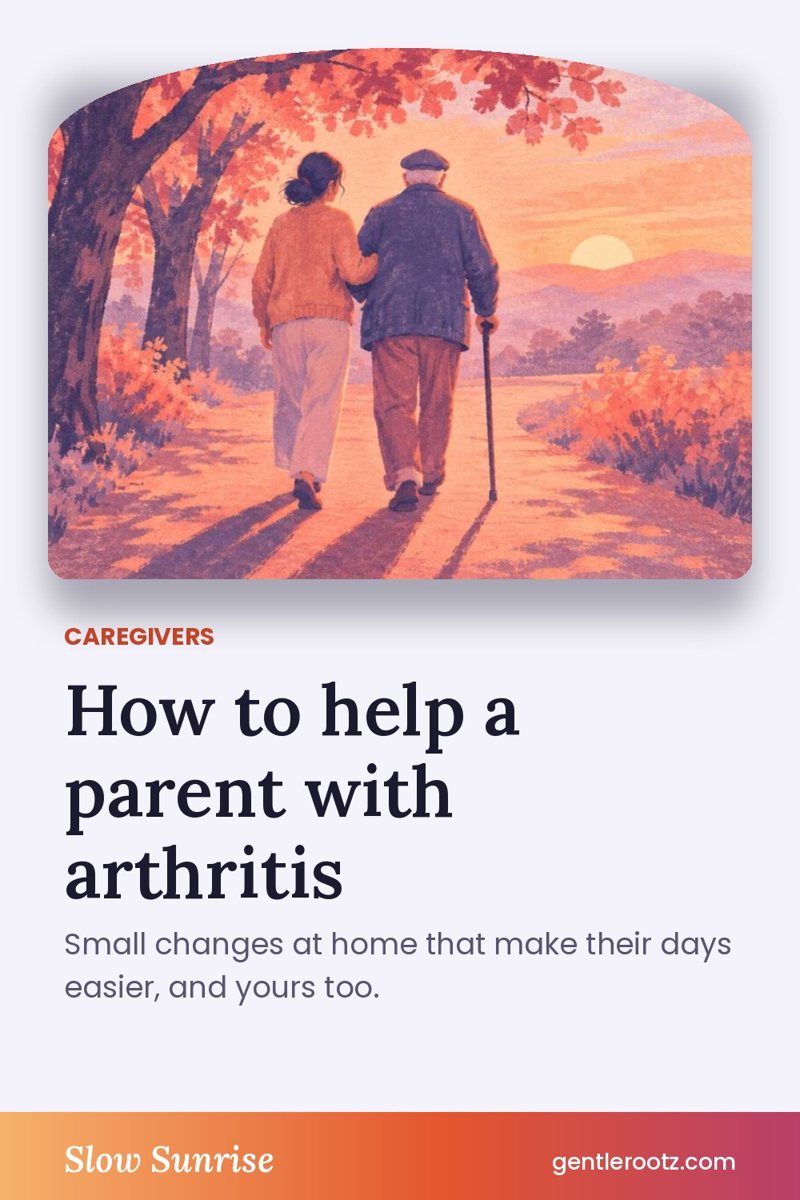 CAREGIVERS
How to help a
parent with
arthritis
Small changes at home that make their days
easier, and yours too.
Slow Sunrise
gentlerootz.com